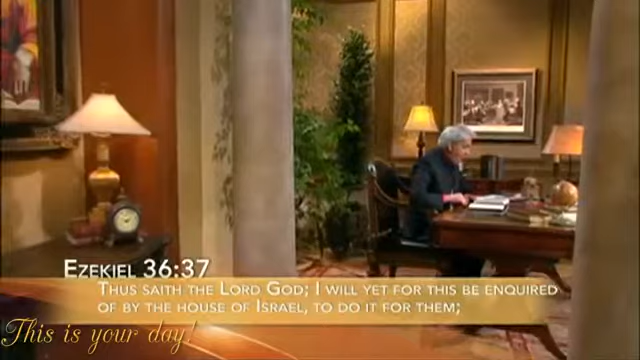 EZEKIEL 36:37
THUS SAITH THE LORD GOD; I WILL YET FOR THIS BE ENQUIRED
OF BY THE HOUSE OF ISRAEL, TO DO IT FOR THEM;
This is your day!